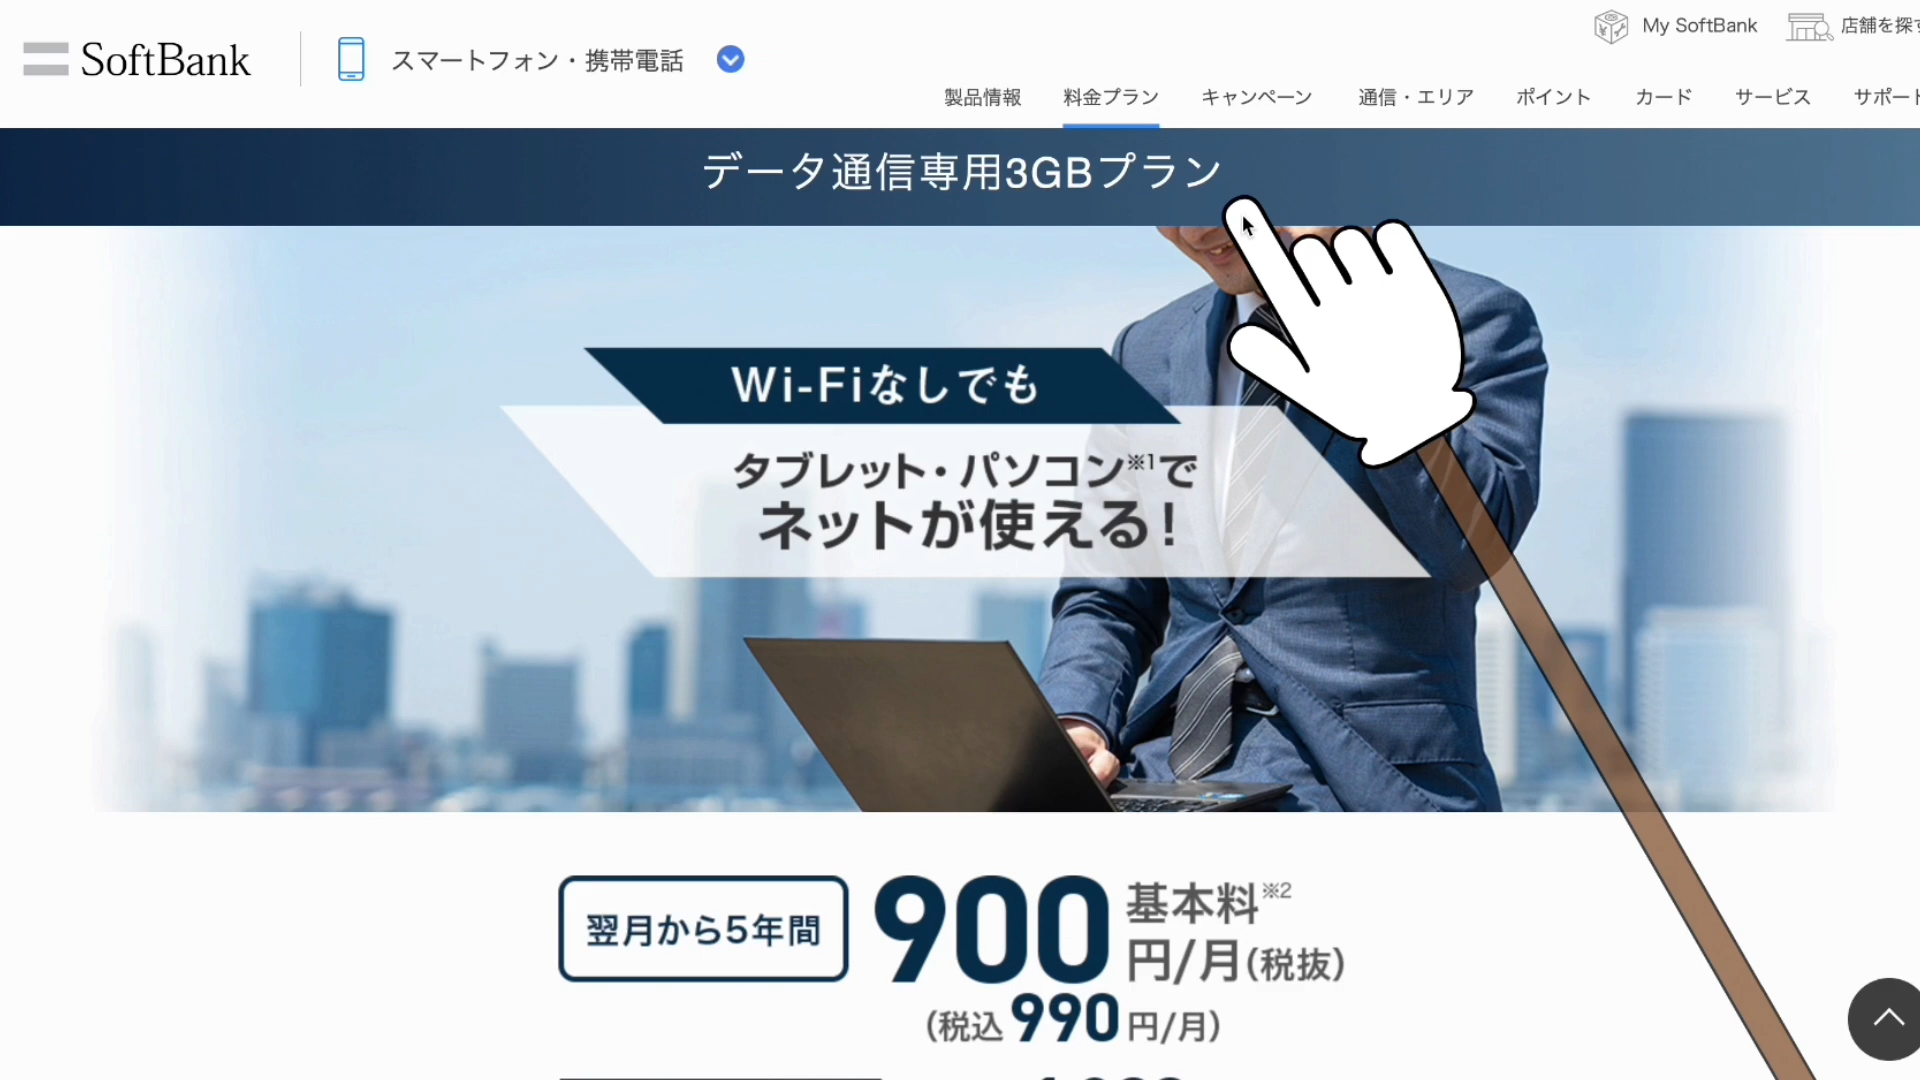 SoftBank
スマートフォン・携帯電話
My SoftBank
店舗を探す
製品情報
料金プラン
キャンペーン
通信・エリア
ポイント
カード
サービス
サポート
データ通信専用3GBプラン
Wi-Fiなしでも
タブレット・パソコン※1で
ネットが使える!
翌月から5年間
900
基本料※2
円/月(税抜)
(税込990円/月)